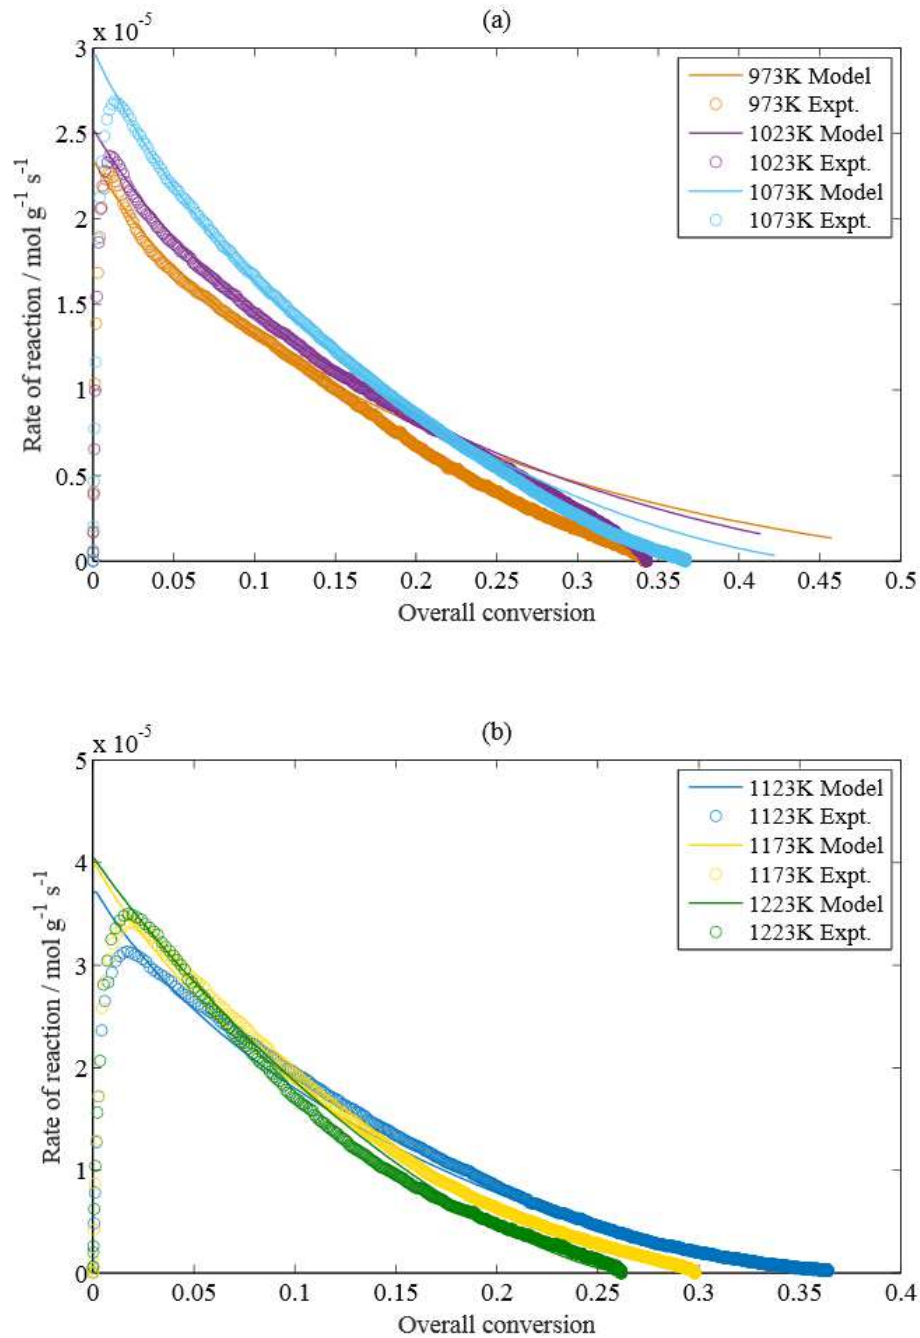 (a)
x 10⁻⁵
3
2.5
2
1.5
1
0.5
0
Rate of reaction / mol g⁻¹ s⁻¹
973K Model
973K Expt.
1023K Model
1023K Expt.
1073K Model
1073K Expt.
0 0.05 0.1 0.15 0.2 0.25 0.3 0.35 0.4 0.45 0.5
Overall conversion
(b)
x 10⁻⁵
5
4
3
2
1
0
Rate of reaction / mol g⁻¹ s⁻¹
1123K Model
1123K Expt.
1173K Model
1173K Expt.
1223K Model
1223K Expt.
0 0.05 0.1 0.15 0.2 0.25 0.3 0.35 0.4
Overall conversion